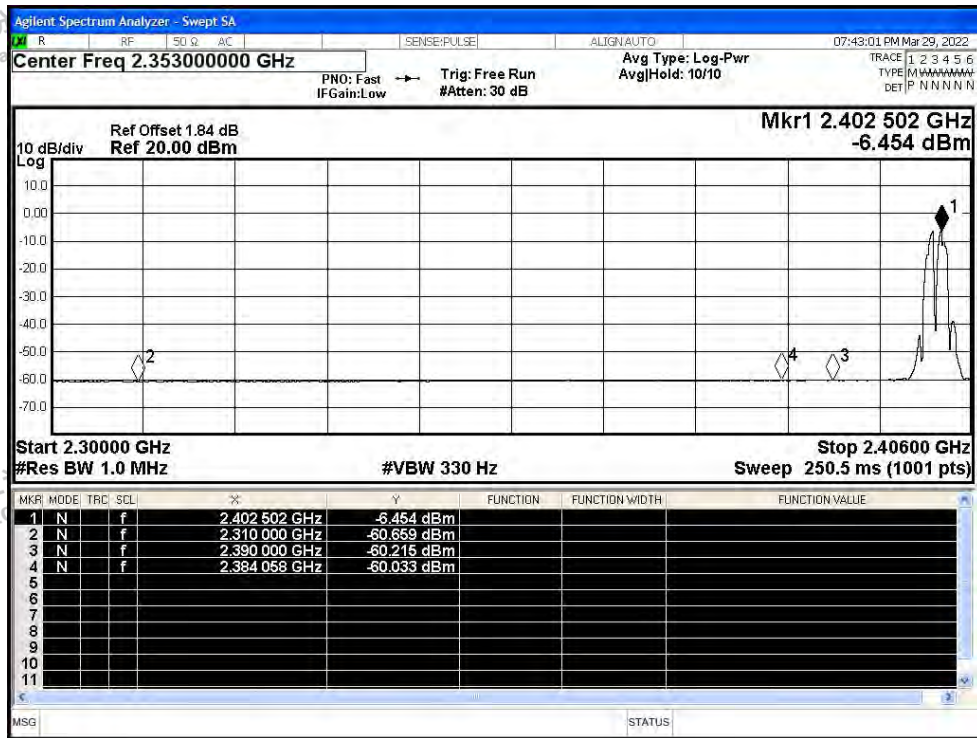 Agilent Spectrum Analyzer - Swept SA
LXI R RF 50 Ω AC SENSE:PULSE ALIGN AUTO 07:43:01 PM Mar 29, 2022
Center Freq 2.353000000 GHz
PNO: Fast Trig: Free Run Avg Type: Log-Pwr TRACE 1 2 3 4 5 6
IFGain:Low #Atten: 30 dB Avg|Hold: 10/10 TYPE M WWWWW
DET P N N N N N
Mkr1 2.402 502 GHz
-6.454 dBm
Ref Offset 1.84 dB
10 dB/div Ref 20.00 dBm
Log
10.0
0.00
1
-10.0
-20.0
-30.0
-40.0
-50.0
2 4 3
-60.0
-70.0
Start 2.30000 GHz Stop 2.40600 GHz
#Res BW 1.0 MHz #VBW 330 Hz Sweep 250.5 ms (1001 pts)
MKR MODE TRC SCL X Y FUNCTION FUNCTION WIDTH FUNCTION VALUE
1 N f 2.402 502 GHz -6.454 dBm
2 N f 2.310 000 GHz -60.659 dBm
3 N f 2.390 000 GHz -60.215 dBm
4 N f 2.384 058 GHz -60.033 dBm
5
6
7
8
9
10
11
MSG STATUS